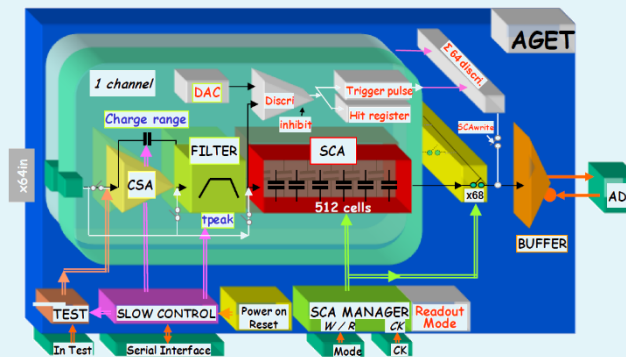 AGET
Σ 64 discri.
1 channel
DAC
Discri
Trigger pulse
Hit register
inhibit
Charge range
SCAwrite
FILTER
SCA
CSA
x64in
tpeak
512 cells
x68
AD
BUFFER
TEST
SLOW CONTROL
Power on
Reset
SCA MANAGER
W / R
CK
Readout
Mode
In Test
Serial Interface
Mode
CK